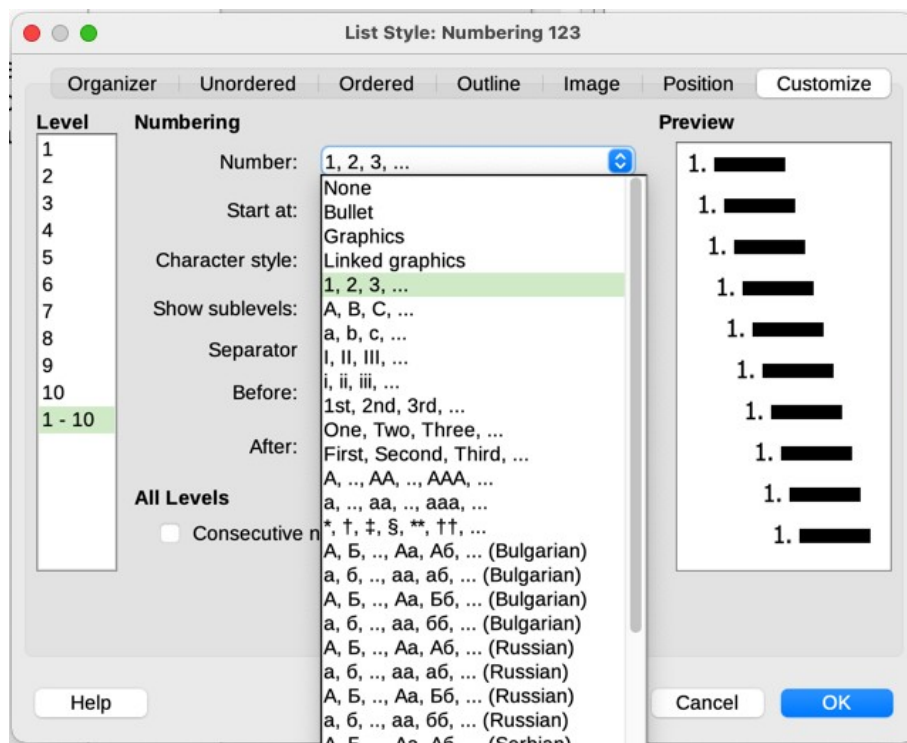 List Style: Numbering 123
Organizer Unordered Ordered Outline Image Position Customize
Level
1
2
3
4
5
6
7
8
9
10
1 - 10
Numbering
Number: 1, 2, 3, ...
Start at:
Character style:
Show sublevels:
Separator
Before:
After:
All Levels
Consecutive n
None
Bullet
Graphics
Linked graphics
1, 2, 3, ...
A, B, C, ...
a, b, c, ...
I, II, III, ...
i, ii, iii, ...
1st, 2nd, 3rd, ...
One, Two, Three, ...
First, Second, Third, ...
A, .., AA, .., AAA, ...
a, .., aa, .., aaa, ...
*, †, ‡, §, **, ††, ...
А, Б, .., Аа, Аб, ... (Bulgarian)
а, б, .., аа, аб, ... (Bulgarian)
А, Б, .., Аа, Бб, ... (Bulgarian)
а, б, .., аа, бб, ... (Bulgarian)
А, Б, .., Аа, Аб, ... (Russian)
а, б, .., аа, аб, ... (Russian)
А, Б, .., Аа, Бб, ... (Russian)
а, б, .., аа, бб, ... (Russian)
А, Б, .., Аа, Аб, ... (Serbian)
Preview
1.
1.
1.
1.
1.
1.
1.
1.
1.
1.
Help Cancel OK